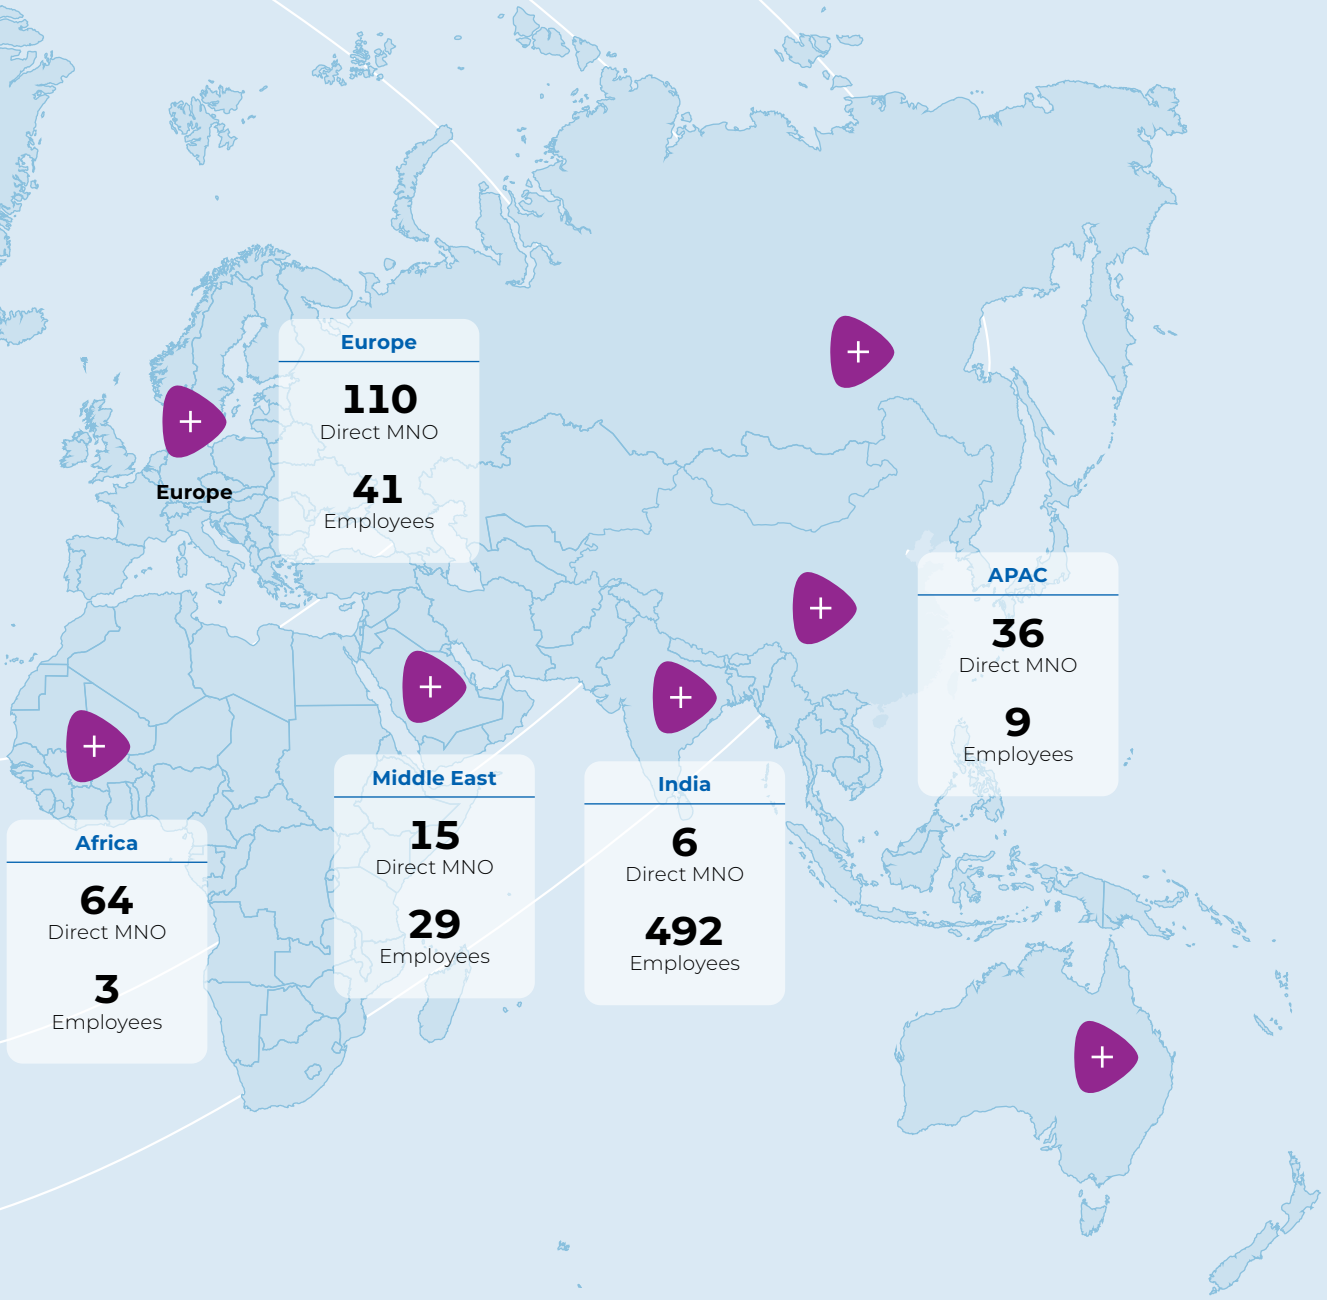 Europe
110
Direct MNO
41
Employees
Europe
APAC
36
Direct MNO
9
Employees
Middle East
15
Direct MNO
29
Employees
India
6
Direct MNO
492
Employees
Africa
64
Direct MNO
3
Employees